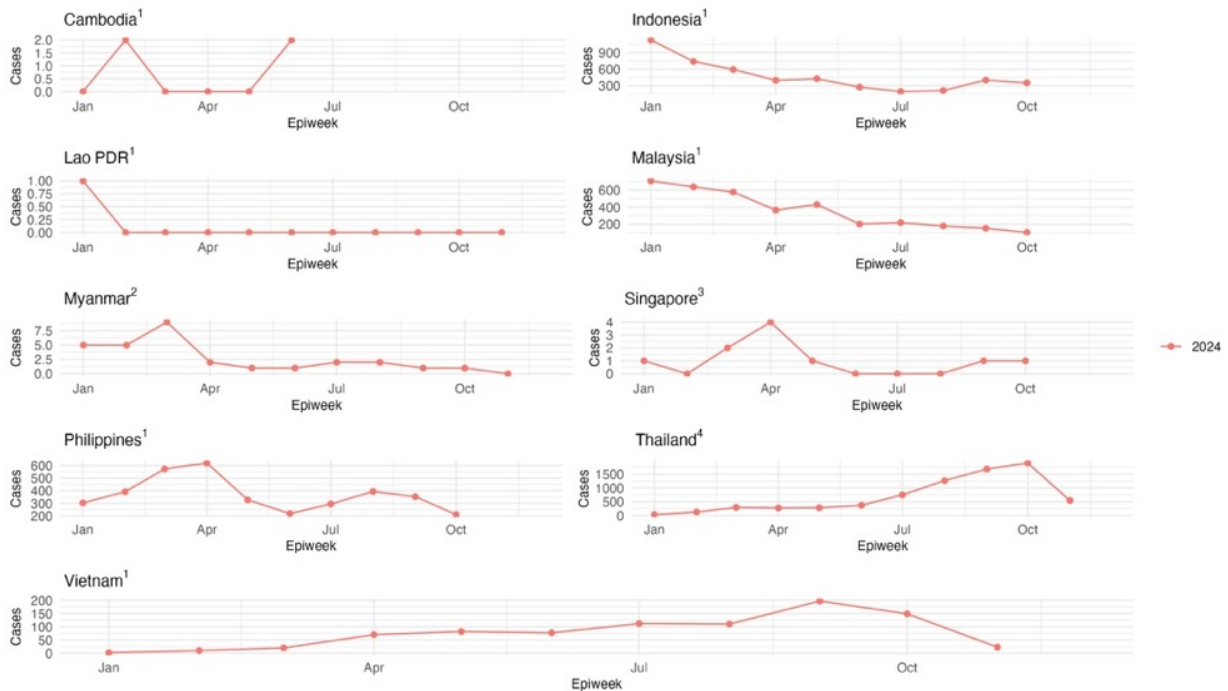 Cambodia¹
Cases
2.0
1.5
1.0
0.5
0.0
Jan Apr Jul Oct
Epiweek
Indonesia¹
Cases
900
600
300
Jan Apr Jul Oct
Epiweek
Lao PDR¹
Cases
1.00
0.75
0.50
0.25
0.00
Jan Apr Jul Oct
Epiweek
Malaysia¹
Cases
600
400
200
Jan Apr Jul Oct
Epiweek
Myanmar²
Cases
7.5
5.0
2.5
0.0
Jan Apr Jul Oct
Epiweek
Singapore³
Cases
4
3
2
1
0
Jan Apr Jul Oct
Epiweek
2024
Philippines¹
Cases
600
500
400
300
200
Jan Apr Jul Oct
Epiweek
Thailand⁴
Cases
1500
1000
500
0
Jan Apr Jul Oct
Epiweek
Vietnam¹
Cases
200
150
100
50
0
Jan Apr Jul Oct
Epiweek